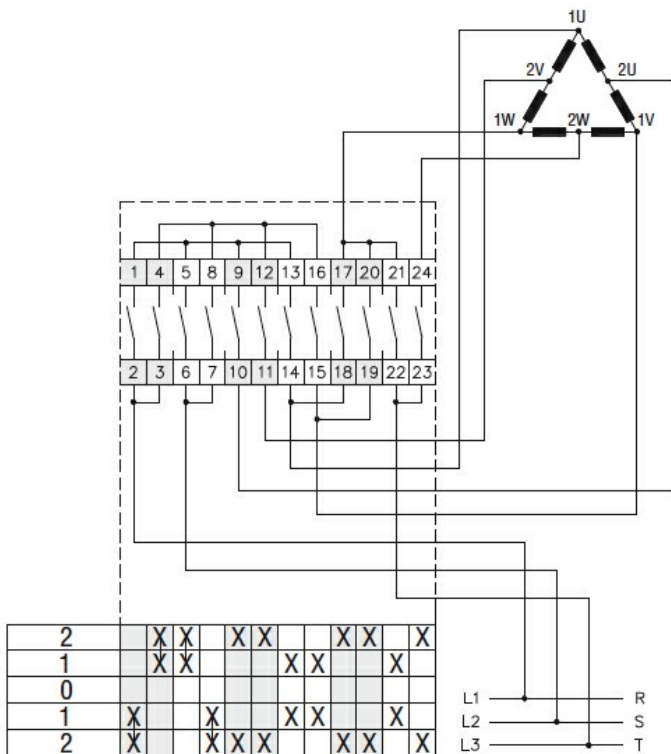 1U
2V 2U
1W 2W 1V
1 4 5 8 9 12 13 16 17 20 21 24
2 3 6 7 10 11 14 15 18 19 22 23
2 X X X X X X X
1 X X X X X
0
L1 R
1 X X X X X
L2 S
2 X X X X X X X
L3 T